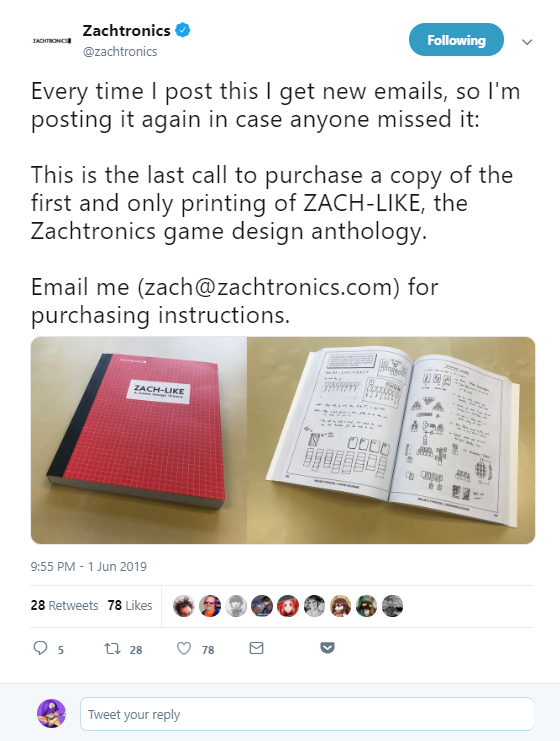 ZACHTRONICS
Zachtronics
@zachtronics
Following
Every time I post this I get new emails, so I'm
posting it again in case anyone missed it:
This is the last call to purchase a copy of the
first and only printing of ZACH-LIKE, the
Zachtronics game design anthology.
Email me (zach@zachtronics.com) for
purchasing instructions.
ZACHTRONICS
ZACH-LIKE
A Game Design History
9:55 PM - 1 Jun 2019
28 Retweets 78 Likes
5 28 78
Tweet your reply